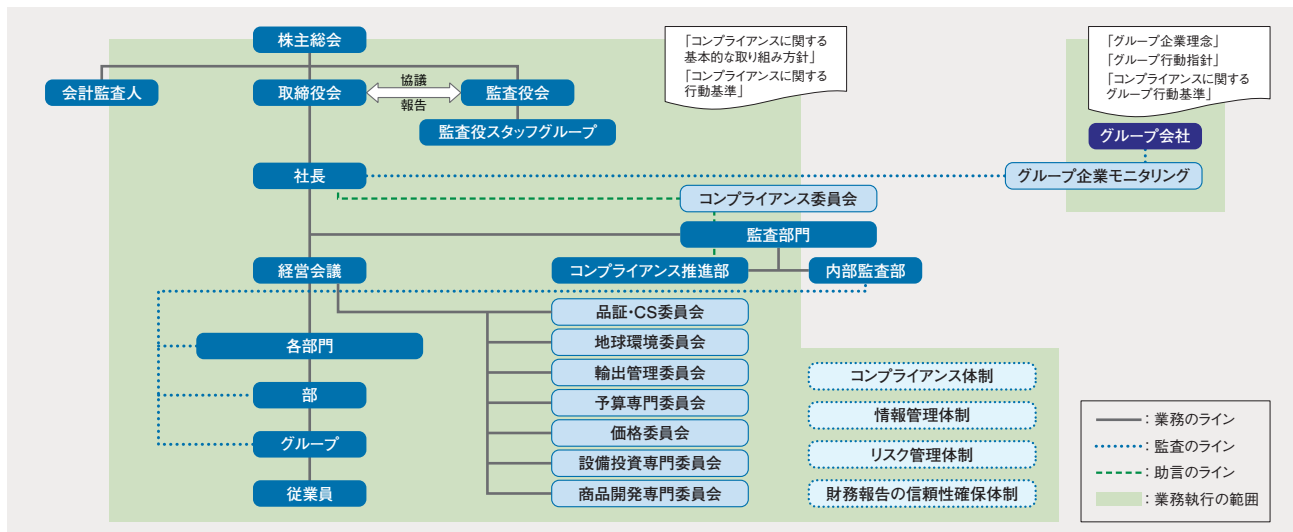 株主総会
「コンプライアンスに関する
基本的な取り組み方針」
「コンプライアンスに関する
行動基準」
「グループ企業理念」
「グループ行動指針」
「コンプライアンスに関する
グループ行動基準」
会計監査人
取締役会
協議
報告
監査役会
監査役スタッフグループ
グループ会社
社長
グループ企業モニタリング
コンプライアンス委員会
監査部門
経営会議
コンプライアンス推進部
内部監査部
品証・CS委員会
各部門
地球環境委員会
輸出管理委員会
部
予算専門委員会
価格委員会
グループ
設備投資専門委員会
従業員
商品開発専門委員会
コンプライアンス体制
情報管理体制
リスク管理体制
財務報告の信頼性確保体制
：業務のライン
：監査のライン
：助言のライン
：業務執行の範囲